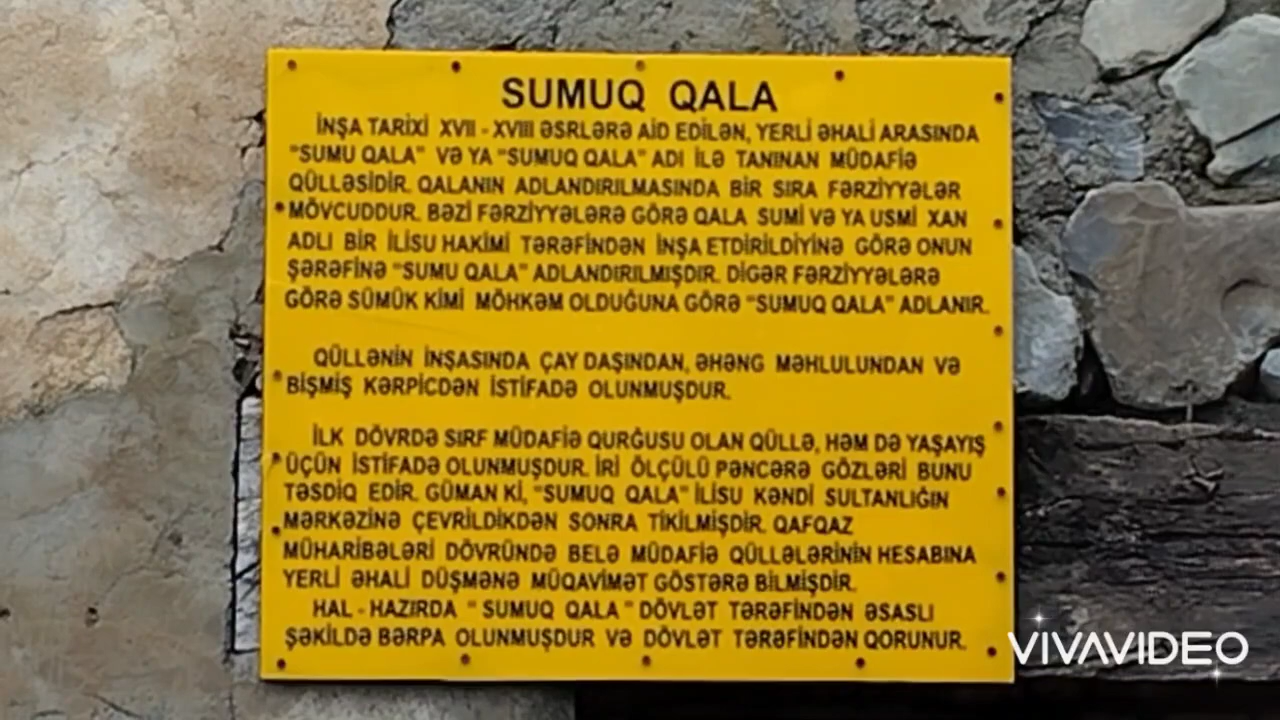 SUMUQ QALA
İNŞA TARİXİ XVII - XVIII ƏSRLƏRƏ AİD EDİLƏN, YERLİ ƏHALİ ARASINDA
"SUMU QALA" VƏ YA "SUMUQ QALA" ADI İLƏ TANINAN MÜDAFİƏ
QÜLLƏSİDİR. QALANIN ADLANDIRILMASINDA BİR SIRA FƏRZİYYƏLƏR
MÖVCUDDUR. BƏZİ FƏRZİYYƏLƏRƏ GÖRƏ QALA SUMİ VƏ YA USMİ XAN
ADLI BİR İLİSU HAKİMİ TƏRƏFİNDƏN İNŞA ETDİRİLDİYİNƏ GÖRƏ ONUN
ŞƏRƏFİNƏ "SUMU QALA" ADLANDIRILMIŞDIR. DİGƏR FƏRZİYYƏLƏRƏ
GÖRƏ SÜMÜK KİMİ MÖHKƏM OLDUĞUNA GÖRƏ "SUMUQ QALA" ADLANIR.
QÜLLƏNİN İNŞASINDA ÇAY DAŞINDAN, ƏHƏNG MƏHLULUNDAN VƏ
BİŞMİŞ KƏRPİCDƏN İSTİFADƏ OLUNMUŞDUR.
İLK DÖVRDƏ SIRF MÜDAFİƏ QURĞUSU OLAN QÜLLƏ, HƏM DƏ YAŞAYIŞ
ÜÇÜN İSTİFADƏ OLUNMUŞDUR. İRİ ÖLÇÜLÜ PƏNCƏRƏ GÖZLƏRİ BUNU
TƏSDİQ EDİR. GÜMAN Kİ, "SUMUQ QALA" İLİSU KƏNDİ SULTANLIĞIN
MƏRKƏZİNƏ ÇEVRİLDİKDƏN SONRA TİKİLMİŞDİR. QAFQAZ
MÜHARİBƏLƏRİ DÖVRÜNDƏ BELƏ MÜDAFİƏ QÜLLƏLƏRİNİN HESABINA
YERLİ ƏHALİ DÜŞMƏNƏ MÜQAVİMƏT GÖSTƏRƏ BİLMİŞDİR.
HAL - HAZIRDA " SUMUQ QALA " DÖVLƏT TƏRƏFİNDƏN ƏSASLI
ŞƏKİLDƏ BƏRPA OLUNMUŞDUR VƏ DÖVLƏT TƏRƏFİNDƏN QORUNUR.
VIVAVIDEO